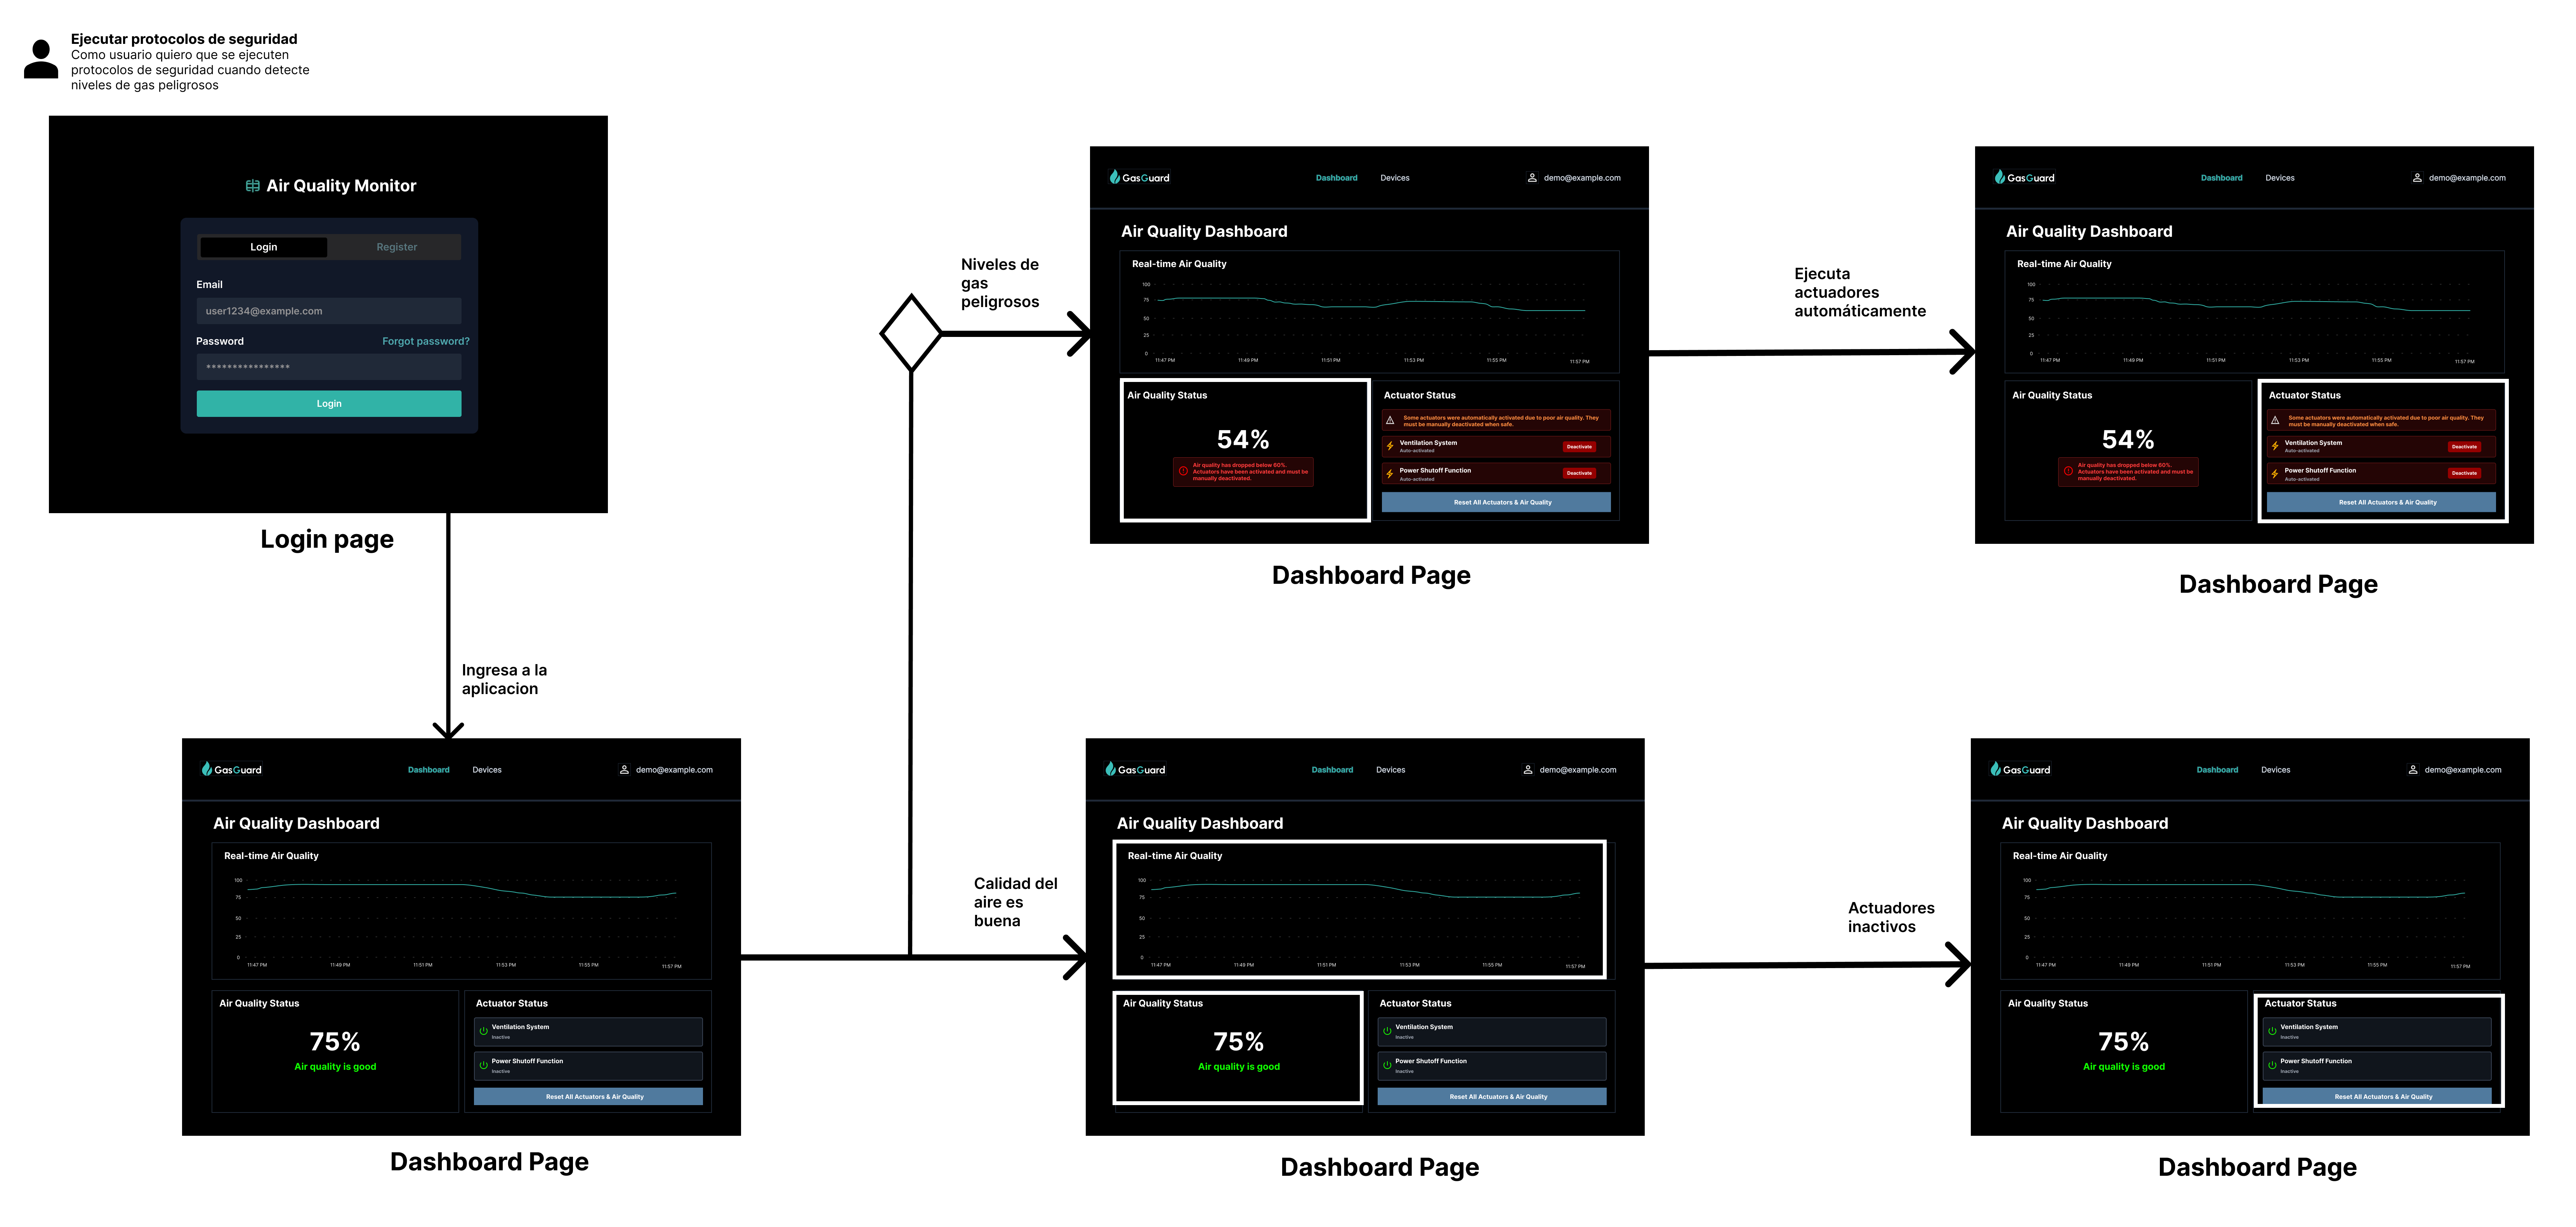 Ejecutar protocolos de seguridad
Como usuario quiero que se ejecuten
protocolos de seguridad cuando detecte
niveles de gas peligrosos
Air Quality Monitor
Login
Register
Email
user1234@example.com
Password
Forgot password?
****************
Login
Login page
Ingresa a la
aplicacion
GasGuard
Dashboard
Devices
demo@example.com
Air Quality Dashboard
Real-time Air Quality
100
75
50
25
0
11:47 PM
11:49 PM
11:51 PM
11:53 PM
11:55 PM
11:57 PM
Air Quality Status
75%
Air quality is good
Actuator Status
Ventilation System
Inactive
Power Shutoff Function
Inactive
Reset All Actuators & Air Quality
Dashboard Page
Niveles de
gas
peligrosos
GasGuard
Dashboard
Devices
demo@example.com
Air Quality Dashboard
Real-time Air Quality
100
75
50
25
0
11:47 PM
11:49 PM
11:51 PM
11:53 PM
11:55 PM
11:57 PM
Air Quality Status
54%
Air quality has dropped below 60%.
Actuators have been activated and must be
manually deactivated.
Actuator Status
Some actuators were automatically activated due to poor air quality. They
must be manually deactivated when safe.
Ventilation System
Auto-activated
Deactivate
Power Shutoff Function
Auto-activated
Deactivate
Reset All Actuators & Air Quality
Dashboard Page
Ejecuta
actuadores
automáticamente
GasGuard
Dashboard
Devices
demo@example.com
Air Quality Dashboard
Real-time Air Quality
100
75
50
25
0
11:47 PM
11:49 PM
11:51 PM
11:53 PM
11:55 PM
11:57 PM
Air Quality Status
54%
Air quality has dropped below 60%.
Actuators have been activated and must be
manually deactivated.
Actuator Status
Some actuators were automatically activated due to poor air quality. They
must be manually deactivated when safe.
Ventilation System
Auto-activated
Deactivate
Power Shutoff Function
Auto-activated
Deactivate
Reset All Actuators & Air Quality
Dashboard Page
Calidad del
aire es
buena
GasGuard
Dashboard
Devices
demo@example.com
Air Quality Dashboard
Real-time Air Quality
100
75
50
25
0
11:47 PM
11:49 PM
11:51 PM
11:53 PM
11:55 PM
11:57 PM
Air Quality Status
75%
Air quality is good
Actuator Status
Ventilation System
Inactive
Power Shutoff Function
Inactive
Reset All Actuators & Air Quality
Dashboard Page
Actuadores
inactivos
GasGuard
Dashboard
Devices
demo@example.com
Air Quality Dashboard
Real-time Air Quality
100
75
50
25
0
11:47 PM
11:49 PM
11:51 PM
11:53 PM
11:55 PM
11:57 PM
Air Quality Status
75%
Air quality is good
Actuator Status
Ventilation System
Inactive
Power Shutoff Function
Inactive
Reset All Actuators & Air Quality
Dashboard Page